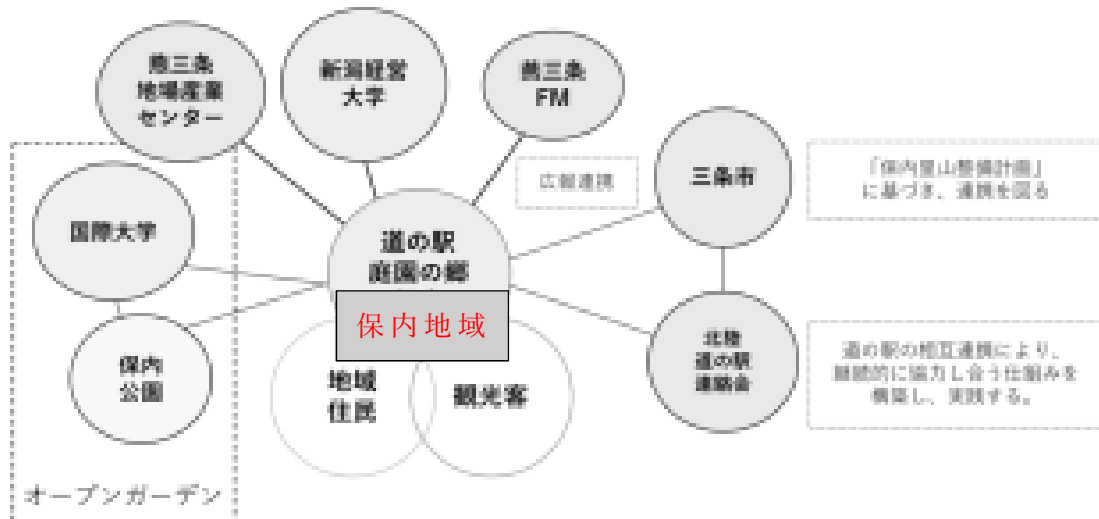 燕三条
地場産業
センター
新潟経営
大学
燕三条
FM
国際大学
保内
公園
オープンガーデン
道の駅
庭園の郷
保内地域
地域
住民
観光客
広報連携
三条市
「保内里山整備計画」
に基づき、連携を図る
北陸
道の駅
連絡会
道の駅の相互連携により、
継続的に協力し合う仕組みを
構築し、実践する。